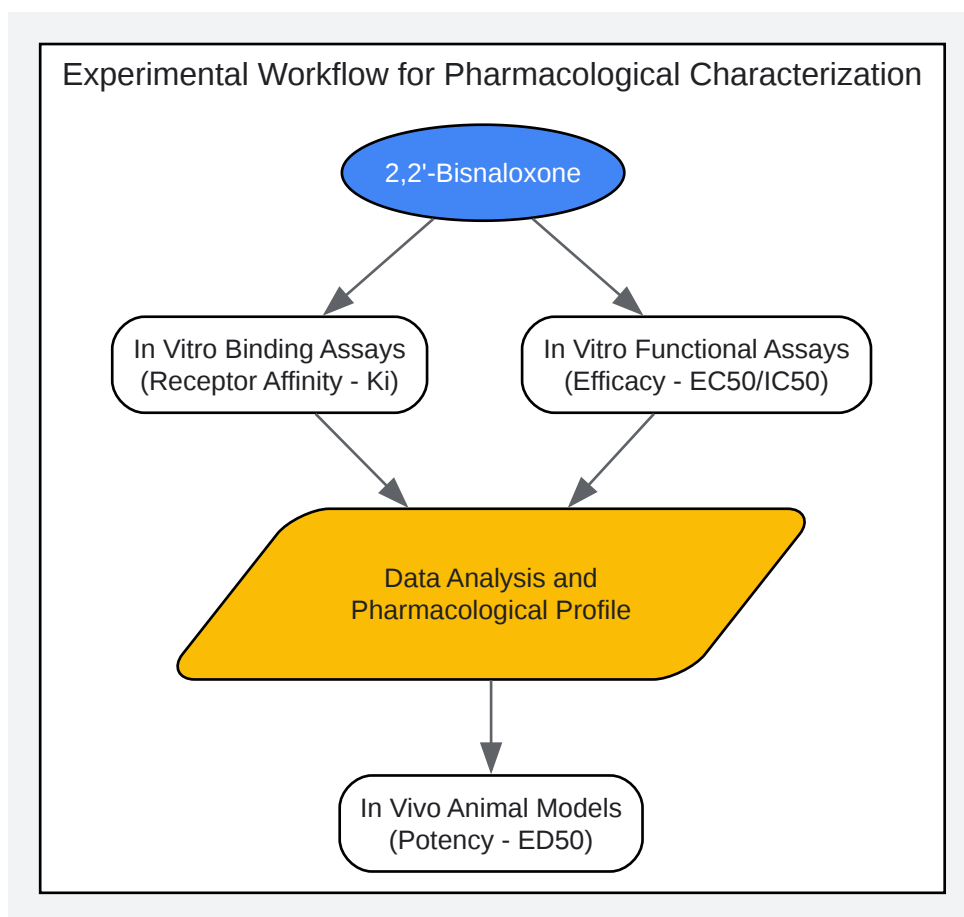 Experimental Workflow for Pharmacological Characterization
2,2'-Bisnaloxone
In Vitro Binding Assays
(Receptor Affinity - Ki)
In Vitro Functional Assays
(Efficacy - EC50/IC50)
Data Analysis and
Pharmacological Profile
In Vivo Animal Models
(Potency - ED50)